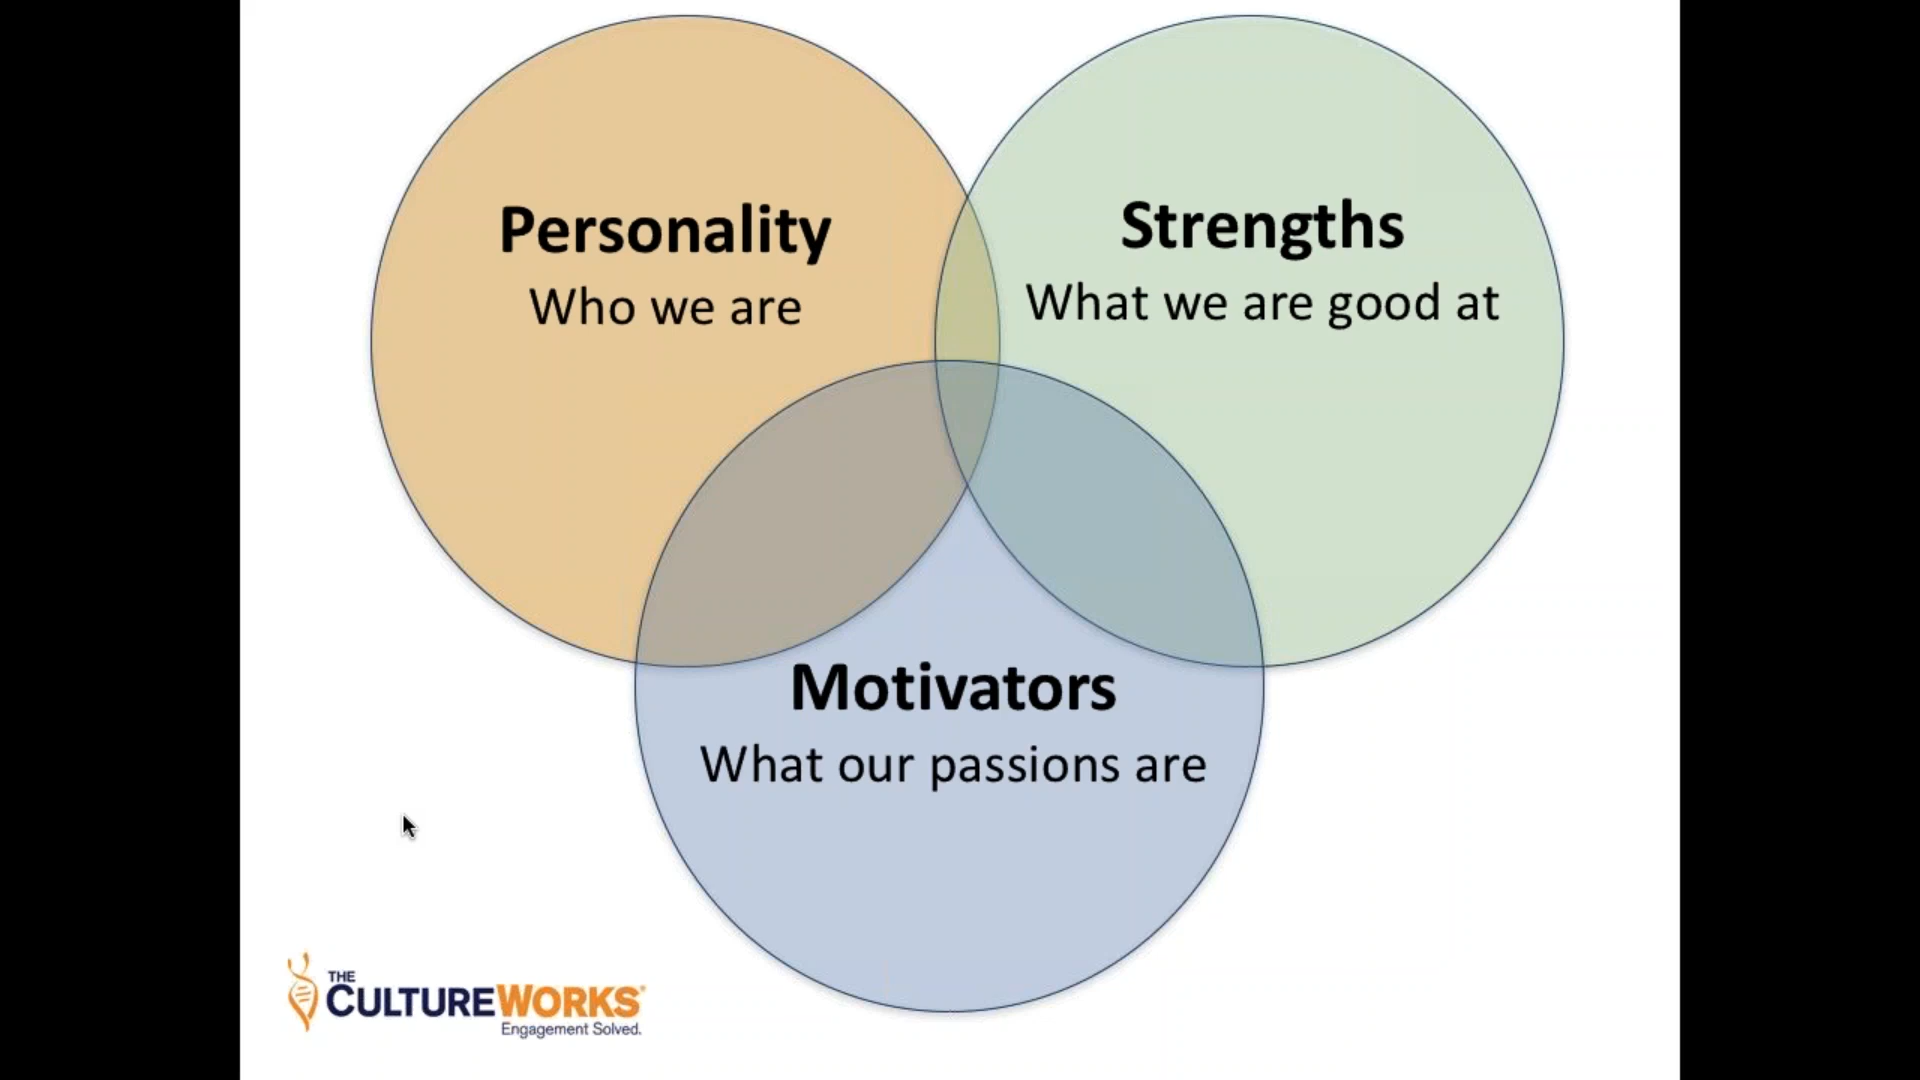 Personality
Who we are
Strengths
What we are good at
Motivators
What our passions are
THE
CULTUREWORKS®
Engagement Solved.